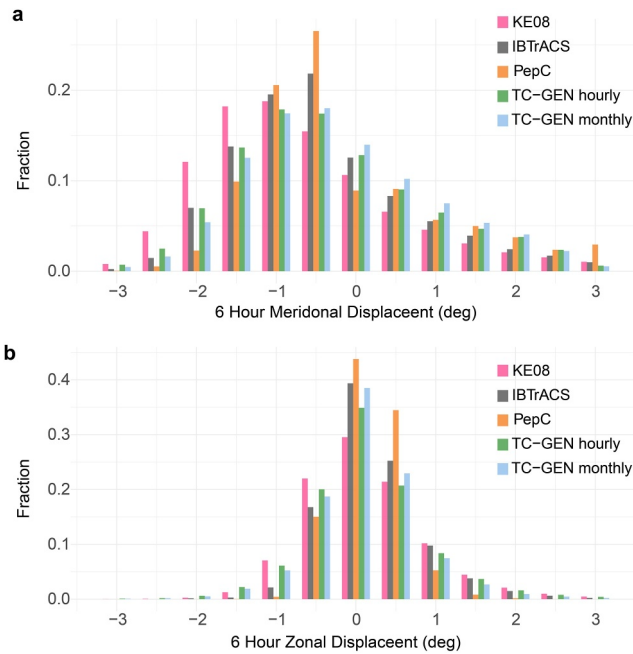 a
KE08
IBTrACS
PepC
TC−GEN hourly
TC−GEN monthly
Fraction
0.2
0.1
0.0
−3 −2 −1 0 1 2 3
6 Hour Meridonal Displaceent (deg)
b
KE08
IBTrACS
PepC
TC−GEN hourly
TC−GEN monthly
Fraction
0.4
0.3
0.2
0.1
0.0
−3 −2 −1 0 1 2 3
6 Hour Zonal Displaceent (deg)